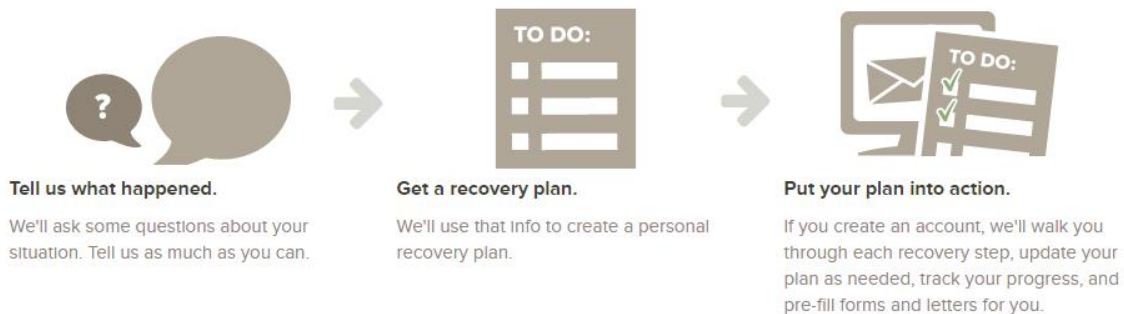 ?
TO DO:
TO DO:
Tell us what happened.
We'll ask some questions about your
situation. Tell us as much as you can.
Get a recovery plan.
We'll use that info to create a personal
recovery plan.
Put your plan into action.
If you create an account, we'll walk you
through each recovery step, update your
plan as needed, track your progress, and
pre-fill forms and letters for you.